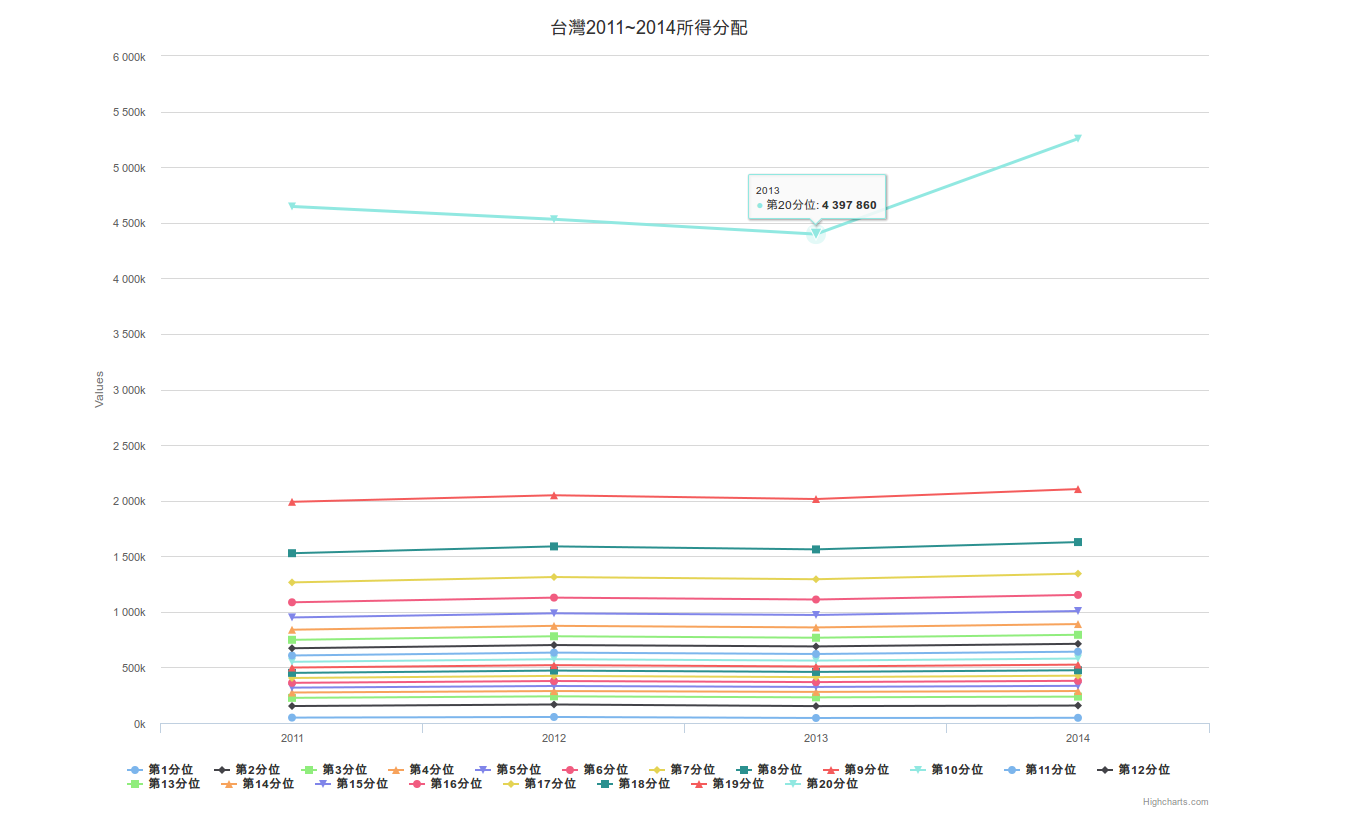 台灣2011~2014所得分配
6 000k
5 500k
5 000k
4 500k
4 000k
3 500k
3 000k
2 500k
2 000k
1 500k
1 000k
500k
0k
Values
2013
第20分位: 4 397 860
2011 2012 2013 2014
第1分位 第2分位 第3分位 第4分位 第5分位 第6分位 第7分位 第8分位 第9分位 第10分位 第11分位 第12分位
第13分位 第14分位 第15分位 第16分位 第17分位 第18分位 第19分位 第20分位
Highcharts.com